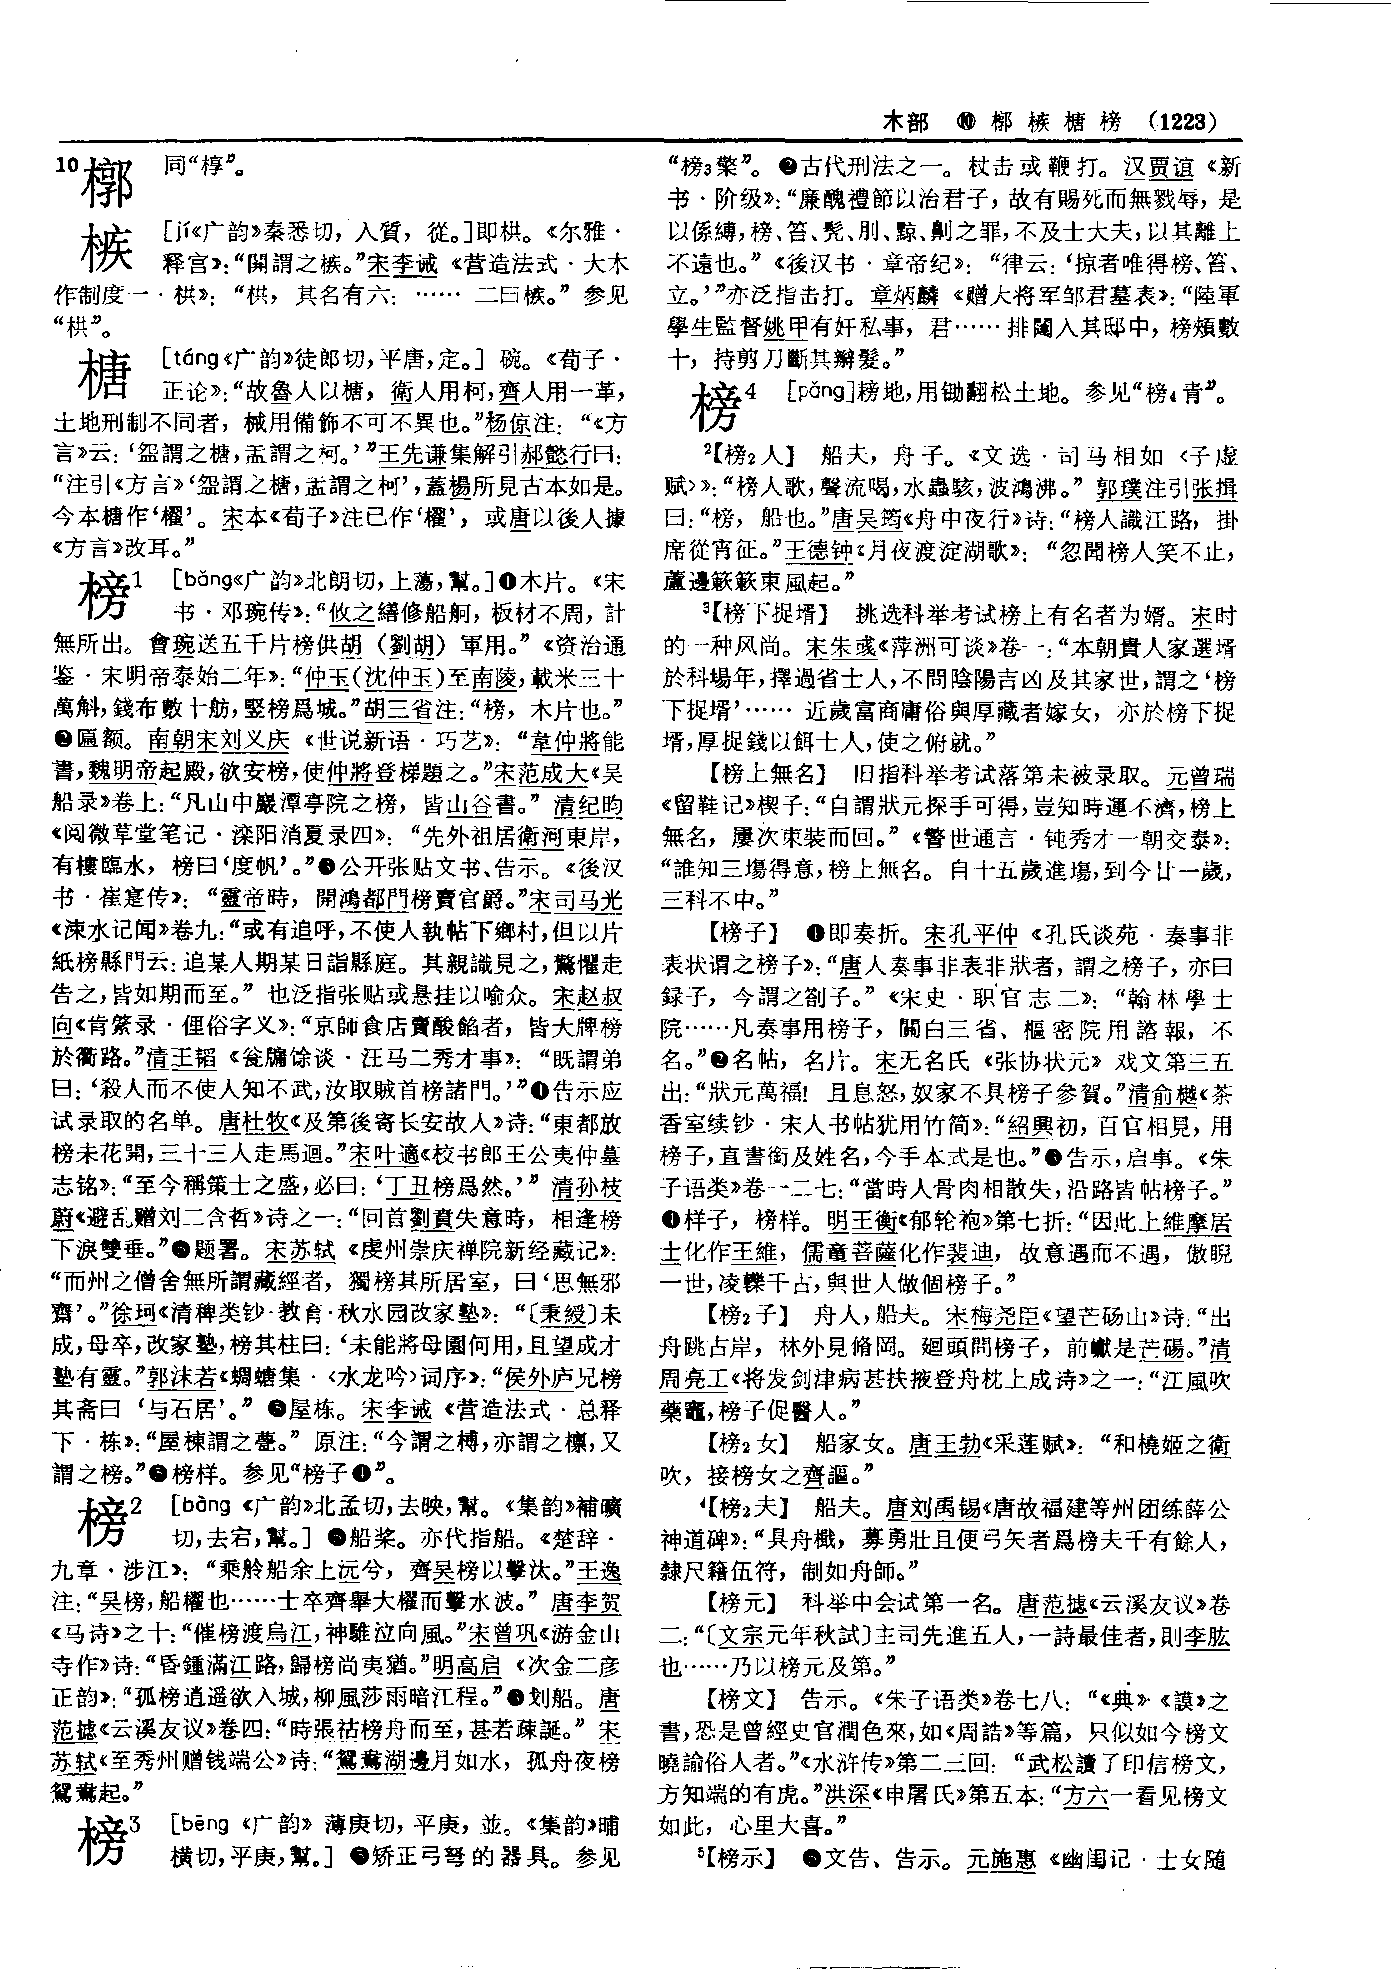 木部 ⑩ 槨 槉 榶 榜 (1223)
10槨 同“椁”。
槉 [jí《广韵》秦悉切，入質，從。]即栱。《尔雅·
释宫》：“閞謂之槉。”宋李诫《营造法式·大木
作制度一·栱》：“栱，其名有六：…… 二曰槉。”参见
“栱”。
榶 [táng《广韵》徒郎切，平唐，定。] 碗。《荀子·
正论》：“故魯人以榶，衛人用柯，齊人用一革，
土地刑制不同者，械用備飾不可不異也。”杨倞注：“《方
言》云：‘盌謂之榶，盂謂之柯。’”王先谦集解引郝懿行曰：
“注引《方言》‘盌謂之榶，盂謂之柯’，蓋楊所見古本如是。
今本榶作‘櫂’。宋本《荀子》注已作‘櫂’，或唐以後人據
《方言》改耳。”
榜1 [bǎng《广韵》北朗切，上蕩，幫。]❶木片。《宋
书·邓琬传》：“攸之繕修船舸，板材不周，計
無所出。會琬送五千片榜供胡（劉胡）軍用。”《资治通
鉴·宋明帝泰始二年》：“仲玉（沈仲玉）至南陵，載米三十
萬斛，錢布數十舫，竪榜爲城。”胡三省注：“榜，木片也。”
❷匾额。南朝宋刘义庆《世说新语·巧艺》：“韋仲將能
書，魏明帝起殿，欲安榜，使仲將登梯題之。”宋范成大《吴
船录》卷上：“凡山中巖潭亭院之榜，皆山谷書。”清纪昀
《阅微草堂笔记·滦阳消夏录四》：“先外祖居衛河東岸，
有樓臨水，榜曰‘度帆’。”❸公开张贴文书、告示。《後汉
书·崔寔传》：“靈帝時，開鴻都門榜賣官爵。”宋司马光
《涑水记闻》卷九：“或有追呼，不使人執帖下鄉村，但以片
紙榜縣門云：追某人期某日詣縣庭。其親識見之，驚懼走
告之，皆如期而至。”也泛指张贴或悬挂以喻众。宋赵叔
向《肯綮录·俚俗字义》：“京師食店賣酸餡者，皆大牌榜
於衢路。”清王韬《瓮牖馀谈·汪马二秀才事》：“既謂弟
曰：‘殺人而不使人知不武，汝取賊首榜諸門。’”❹告示应
试录取的名单。唐杜牧《及第後寄长安故人》诗：“東都放
榜未花開，三十三人走馬迴。”宋叶適《校书郎王公夷仲墓
志铭》：“至今稱策士之盛，必曰：‘丁丑榜爲然。’”清孙枝
蔚《避乱赠刘二含哲》诗之一：“回首劉蕡失意時，相逢榜
下淚雙垂。”❺题署。宋苏轼《虔州崇庆禅院新经藏记》：
“而州之僧舍無所謂藏經者，獨榜其所居室，曰‘思無邪
齋’。”徐珂《清稗类钞·教育·秋水园改家塾》：“〔秉綬〕未
成，母卒，改家塾，榜其柱曰：‘未能將母園何用，且望成才
塾有靈。”郭沫若《蜩螗集·〈水龙吟〉词序》：“侯外庐兄榜
其斋曰‘与石居’。”❻屋栋。宋李诫《营造法式·总释
下·栋》：“屋棟謂之甍。”原注：“今謂之槫，亦謂之檩，又
謂之榜。”❼榜样。参见“榜子❹”。
榜2 [bàng《广韵》北孟切，去映，幫。《集韵》補曠
切，去宕，幫。]❶船桨。亦代指船。《楚辞·
九章·涉江》：“乘舲船余上沅兮，齊吴榜以擊汰。”王逸
注：“吴榜，船櫂也……士卒齊舉大櫂而擊水波。”唐李贺
《马诗》之十：“催榜渡烏江，神騅泣向風。”宋曾巩《游金山
寺作》诗：“昏鍾滿江路，歸榜尚夷猶。”明高启《次金二彦
正韵》：“孤榜逍遥欲入城，柳風莎雨暗江程。”❷划船。唐
范摅《云溪友议》卷四：“時張祜榜舟而至，甚若疎誕。”宋
苏轼《至秀州赠钱端公》诗：“鴛鴦湖邊月如水，孤舟夜榜
鴛鴦起。”
榜3 [bēng《广韵》薄庚切，平庚，並。《集韵》晡
横切，平庚，幫。]❶矫正弓弩的器具。参见
“榜3檠”。❷古代刑法之一。杖击或鞭打。汉贾谊《新
书·阶级》：“廉醜禮節以治君子，故有賜死而無戮辱，是
以係縛，榜、笞、髡、刖、黥、劓之罪，不及士大夫，以其離上
不遠也。”《後汉书·章帝纪》：“律云：‘掠者唯得榜、笞、
立。’”亦泛指击打。章炳麟《赠大将军邹君墓表》：“陸軍
學生監督姚甲有奸私事，君……排闥入其邸中，榜頰數
十，持剪刀斷其辮髮。”
榜4 [pǎng]耪地，用锄翻松土地。参见“榜4青”。
2【榜2人】 船夫，舟子。《文选·司马相如〈子虚
赋〉》：“榜人歌，聲流喝，水蟲駭，波鴻沸。”郭璞注引张揖
曰：“榜，船也。”唐吴筠《舟中夜行》诗：“榜人識江路，掛
席從宵征。”王德钟《月夜渡淀湖歌》：“忽聞榜人笑不止，
蘆邊簌簌東風起。”
3【榜下捉壻】 挑选科举考试榜上有名者为婿。宋时
的一种风尚。宋朱彧《萍洲可谈》卷一：“本朝貴人家選壻
於科場年，擇過省士人，不問陰陽吉凶及其家世，謂之‘榜
下捉壻’…… 近歲富商庸俗與厚藏者嫁女，亦於榜下捉
壻，厚捉錢以餌士人，使之俯就。”
【榜上無名】 旧指科举考试落第未被录取。元曾瑞
《留鞋记》楔子：“自謂狀元探手可得，豈知時運不濟，榜上
無名，屢次束装而回。”《警世通言·钝秀才一朝交泰》：
“誰知三塲得意，榜上無名。自十五歲進塲，到今廿一歲，
三科不中。”
【榜子】 ❶即奏折。宋孔平仲《孔氏谈苑·奏事非
表状谓之榜子》：“唐人奏事非表非狀者，謂之榜子，亦曰
録子，今謂之劄子。”《宋史·职官志二》：“翰林學士
院……凡奏事用榜子，關白三省、樞密院用諮報，不
名。”❷名帖，名片。宋无名氏《张协状元》戏文第三五
出：“狀元萬福！且息怒，奴家不具榜子參賀。”清俞樾《茶
香室续钞·宋人书帖犹用竹简》：“紹興初，百官相見，用
榜子，直書銜及姓名，今手本式是也。”❸告示，启事。《朱
子语类》卷一二七：“當時人骨肉相散失，沿路皆帖榜子。”
❹样子，榜样。明王衡《郁轮袍》第七折：“因此上維摩居
士化作王維，儒童菩薩化作裴迪，故意遇而不遇，傲睨
一世，凌轢千古，與世人做個榜子。”
【榜2子】 舟人，船夫。宋梅尧臣《望芒砀山》诗：“出
舟眺古岸，林外見脩岡。廻頭問榜子，前巘是芒碭。”清
周亮工《将发剑津病甚扶掖登舟枕上成诗》之一：“江風吹
藥竈，榜子促醫人。”
【榜2女】 船家女。唐王勃《采莲赋》：“和橈姬之衛
吹，接榜女之齊謳。”
4【榜2夫】 船夫。唐刘禹锡《唐故福建等州团练薛公
神道碑》：“具舟檝，募勇壯且便弓矢者爲榜夫千有餘人，
隸尺籍伍符，制如舟師。”
【榜元】 科举中会试第一名。唐范摅《云溪友议》卷
二：“〔文宗元年秋試〕主司先進五人，一詩最佳者，則李肱
也……乃以榜元及第。”
【榜文】 告示。《朱子语类》卷七八：“《典》《謨》之
書，恐是曾經史官潤色來，如《周誥》等篇，只似如今榜文
曉諭俗人者。”《水浒传》第二三回：“武松讀了印信榜文，
方知端的有虎。”洪深《申屠氏》第五本：“方六一看见榜文
如此，心里大喜。”
5【榜示】 ❶文告、告示。元施惠《幽闺记·士女随